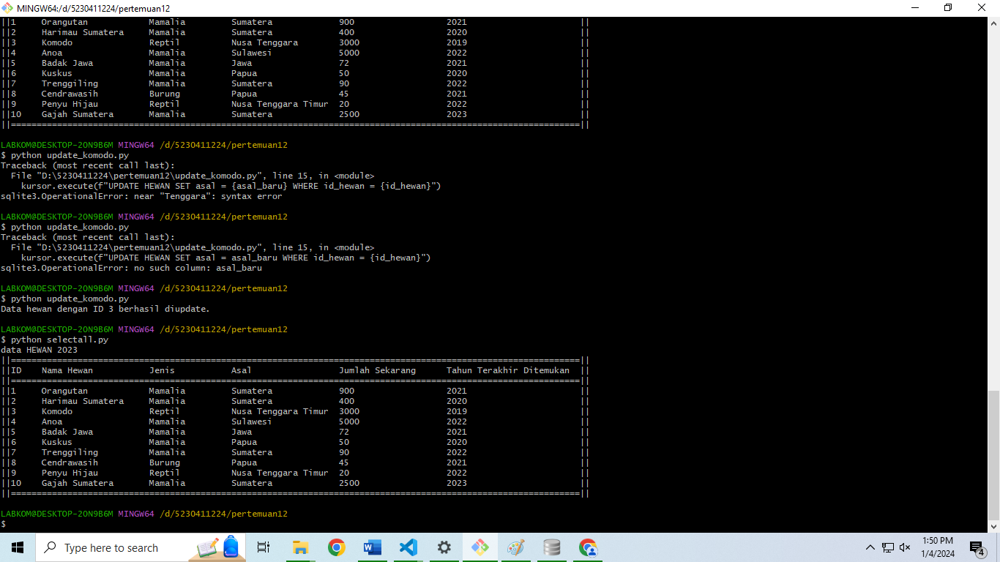 MINGW64:/d/5230411224/pertemuan12
||1 Orangutan Mamalia Sumatera 900 2021 ||
||2 Harimau Sumatera Mamalia Sumatera 400 2020 ||
||3 Komodo Reptil Nusa Tenggara 3000 2019 ||
||4 Anoa Mamalia Sulawesi 5000 2022 ||
||5 Badak Jawa Mamalia Jawa 72 2021 ||
||6 Kuskus Mamalia Papua 50 2020 ||
||7 Trenggiling Mamalia Sumatera 90 2022 ||
||8 Cendrawasih Burung Papua 45 2021 ||
||9 Penyu Hijau Reptil Nusa Tenggara Timur 20 2022 ||
||10 Gajah Sumatera Mamalia Sumatera 2500 2023 ||
||===============================================================================================================||
LABKOM@DESKTOP-2ON9B6M MINGW64 /d/5230411224/pertemuan12
$ python update_komodo.py
Traceback (most recent call last):
File "D:\5230411224\pertemuan12\update_komodo.py", line 15, in <module>
kursor.execute(f"UPDATE HEWAN SET asal = {asal_baru} WHERE id_hewan = {id_hewan}")
sqlite3.OperationalError: near "Tenggara": syntax error
LABKOM@DESKTOP-2ON9B6M MINGW64 /d/5230411224/pertemuan12
$ python update_komodo.py
Traceback (most recent call last):
File "D:\5230411224\pertemuan12\update_komodo.py", line 15, in <module>
kursor.execute(f"UPDATE HEWAN SET asal = asal_baru WHERE id_hewan = {id_hewan}")
sqlite3.OperationalError: no such column: asal_baru
LABKOM@DESKTOP-2ON9B6M MINGW64 /d/5230411224/pertemuan12
$ python update_komodo.py
Data hewan dengan ID 3 berhasil diupdate.
LABKOM@DESKTOP-2ON9B6M MINGW64 /d/5230411224/pertemuan12
$ python selectall.py
data HEWAN 2023
||===============================================================================================================||
||ID Nama Hewan Jenis Asal Jumlah Sekarang Tahun Terakhir Ditemukan ||
||===============================================================================================================||
||1 Orangutan Mamalia Sumatera 900 2021 ||
||2 Harimau Sumatera Mamalia Sumatera 400 2020 ||
||3 Komodo Reptil Nusa Tenggara Timur 3000 2019 ||
||4 Anoa Mamalia Sulawesi 5000 2022 ||
||5 Badak Jawa Mamalia Jawa 72 2021 ||
||6 Kuskus Mamalia Papua 50 2020 ||
||7 Trenggiling Mamalia Sumatera 90 2022 ||
||8 Cendrawasih Burung Papua 45 2021 ||
||9 Penyu Hijau Reptil Nusa Tenggara Timur 20 2022 ||
||10 Gajah Sumatera Mamalia Sumatera 2500 2023 ||
||===============================================================================================================||
LABKOM@DESKTOP-2ON9B6M MINGW64 /d/5230411224/pertemuan12
$
Type here to search
1:50 PM
1/4/2024
4